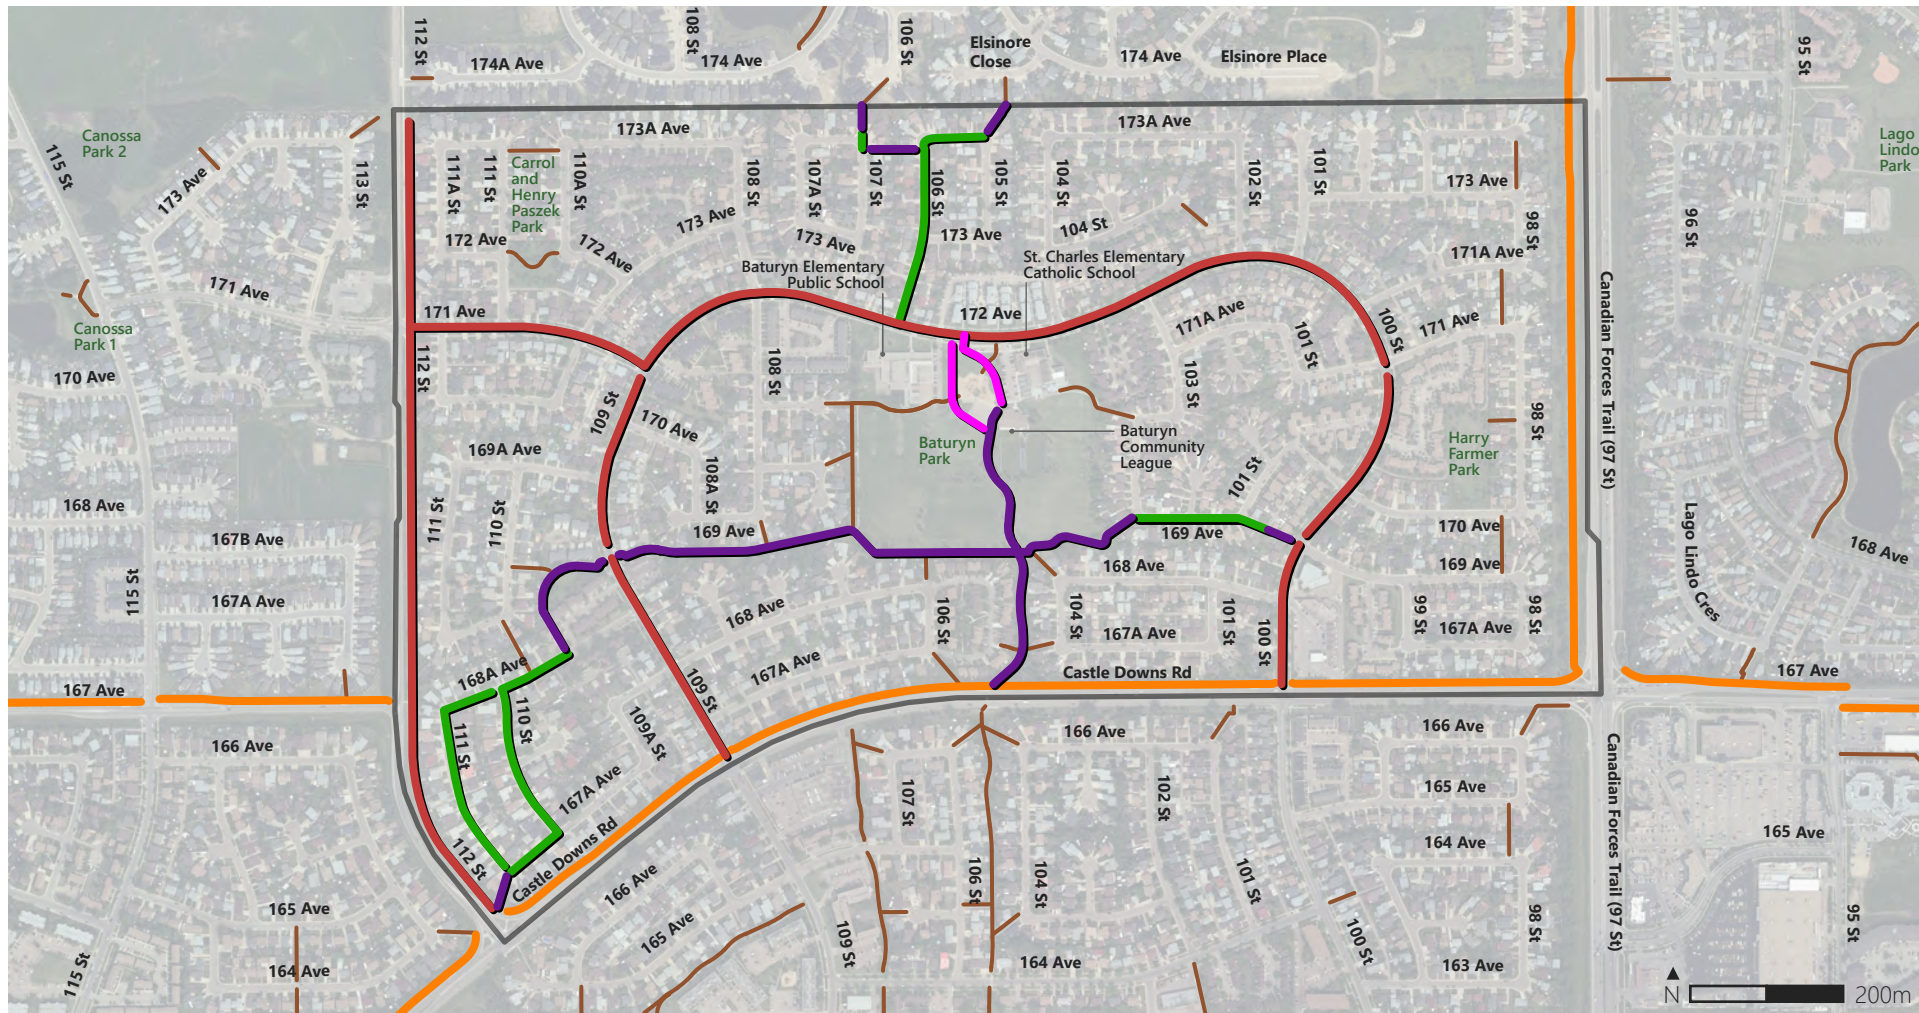 112 St
108 St
106 St
Elsinore
Close
174 Ave
Elsinore Place
95 St
174A Ave
174 Ave
Canossa
Park 2
115 St
173 Ave
113 St
173A Ave
173A Ave
Lago
Lindo
Park
111A St
111 St
Carrol
and
Henry
Paszek
Park
110A St
108 St
107A St
107 St
106 St
105 St
104 St
102 St
101 St
173 Ave
98 St
96 St
173 Ave
172 Ave
172 Ave
173 Ave
173 Ave
104 St
171A Ave
Baturyn Elementary
Public School
St. Charles Elementary
Catholic School
171 Ave
171 Ave
172 Ave
171A Ave
101 St
100 St
171 Ave
Canadian Forces Trail (97 St)
Canossa
Park 1
170 Ave
112 St
109 St
170 Ave
108 St
103 St
98 St
169A Ave
Baturyn
Park
Baturyn
Community
League
Harry
Farmer
Park
108A St
101 St
168 Ave
111 St
110 St
169 Ave
169 Ave
170 Ave
Lago Lindo Cres
168 Ave
167B Ave
168 Ave
169 Ave
115 St
167A Ave
168 Ave
106 St
104 St
167A Ave
101 St
100 St
99 St
167A Ave
98 St
168A Ave
167A Ave
Castle Downs Rd
167 Ave
167 Ave
109 St
110 St
111 St
109A St
166 Ave
166 Ave
166 Ave
Canadian Forces Trail (97 St)
167A Ave
107 St
102 St
165 Ave
165 Ave
164 Ave
112 St
Castle Downs Rd
166 Ave
106 St
104 St
101 St
165 Ave
165 Ave
109 St
100 St
98 St
95 St
115 St
164 Ave
164 Ave
163 Ave
N
200m